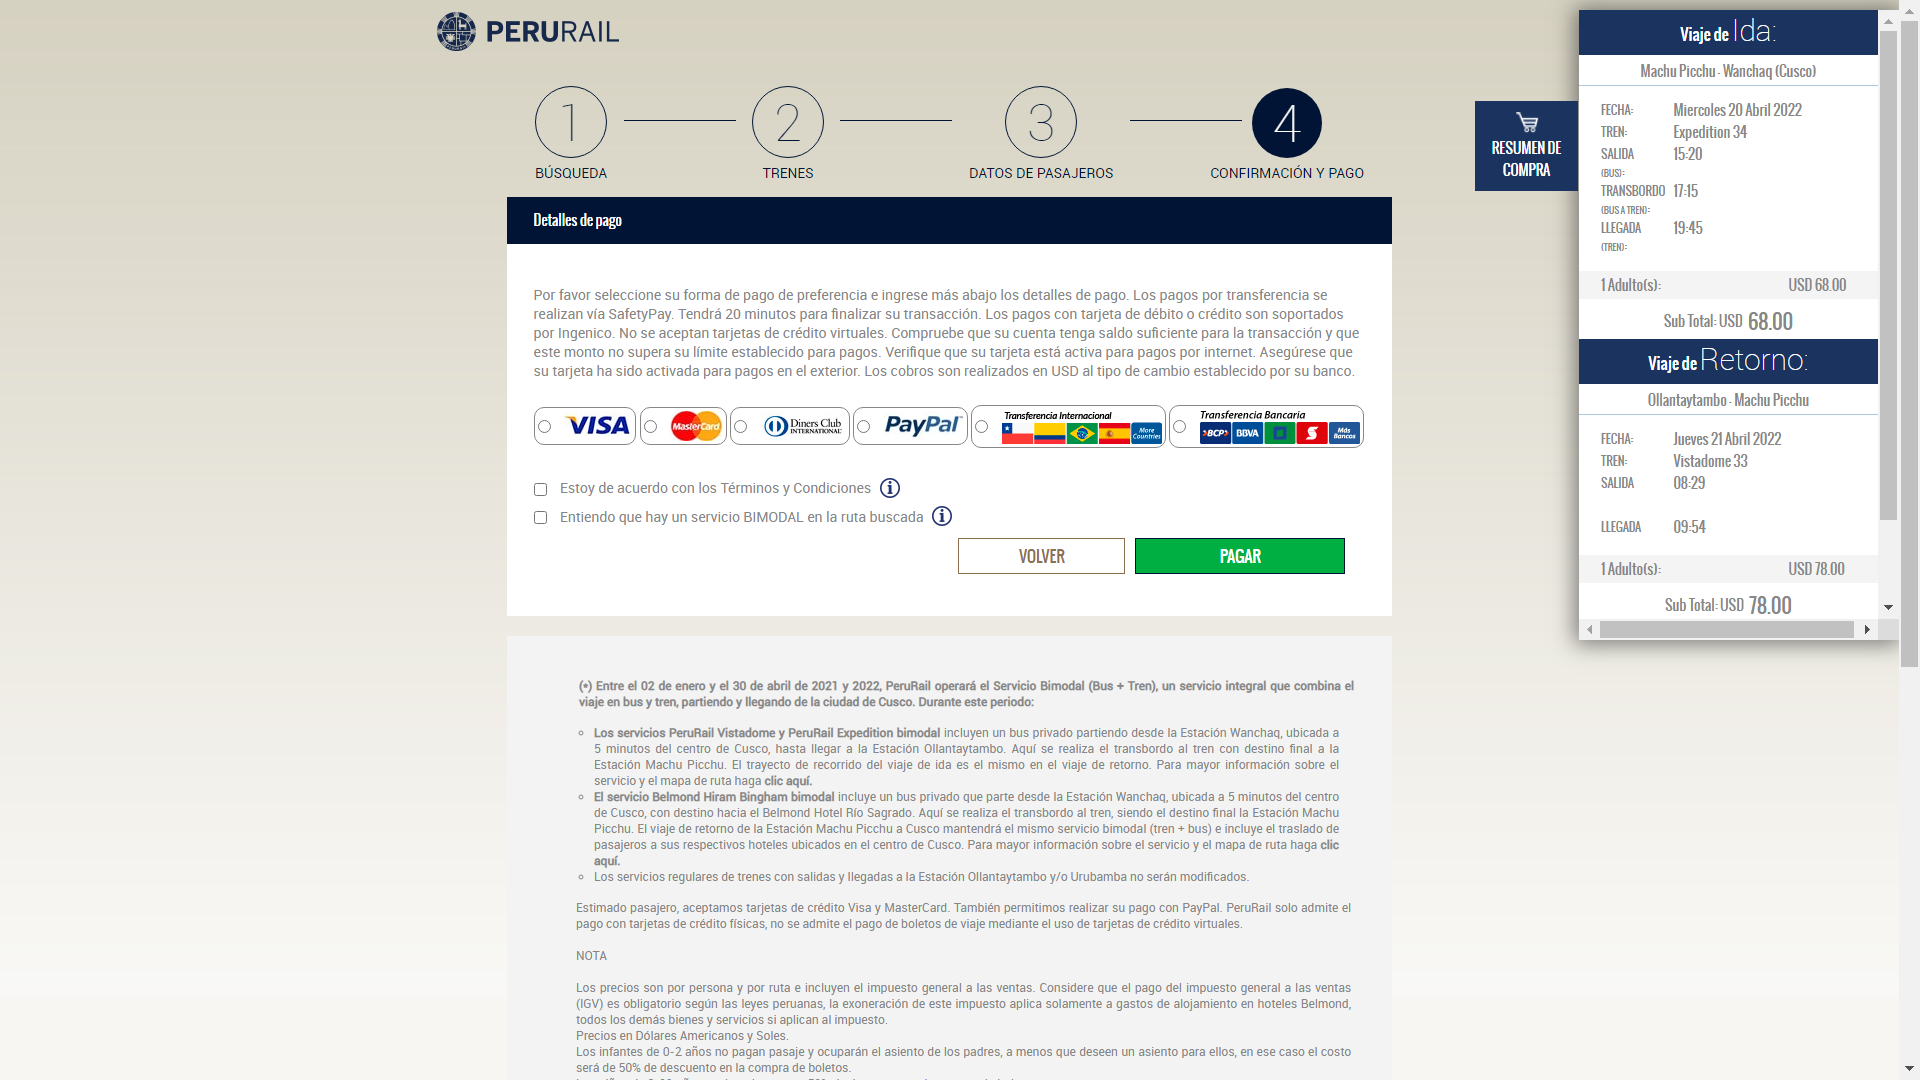 PERURAIL
1
2
3
4
BÚSQUEDA
TRENES
DATOS DE PASAJEROS
CONFIRMACIÓN Y PAGO
Detalles de pago
Por favor seleccione su forma de pago de preferencia e ingrese más abajo los detalles de pago. Los pagos por transferencia se
realizan vía SafetyPay. Tendrá 20 minutos para finalizar su transacción. Los pagos con tarjeta de débito o crédito son soportados
por Ingenico. No se aceptan tarjetas de crédito virtuales. Compruebe que su cuenta tenga saldo suficiente para la transacción y que
este monto no supera su límite establecido para pagos. Verifique que su tarjeta está activa para pagos por internet. Asegúrese que
su tarjeta ha sido activada para pagos en el exterior. Los cobros son realizados en USD al tipo de cambio establecido por su banco.
VISA
MasterCard
Diners Club
INTERNATIONAL
PayPal
Transferencia Internacional
More
Countries
Transferencia Bancaria
BCP
BBVA
Más
Bancos
Estoy de acuerdo con los Términos y Condiciones
Entiendo que hay un servicio BIMODAL en la ruta buscada
VOLVER
PAGAR
(*) Entre el 02 de enero y el 30 de abril de 2021 y 2022, PeruRail operará el Servicio Bimodal (Bus + Tren), un servicio integral que combina el
viaje en bus y tren, partiendo y llegando de la ciudad de Cusco. Durante este periodo:
Los servicios PeruRail Vistadome y PeruRail Expedition bimodal incluyen un bus privado partiendo desde la Estación Wanchaq, ubicada a
5 minutos del centro de Cusco, hasta llegar a la Estación Ollantaytambo. Aquí se realiza el transbordo al tren con destino final a la
Estación Machu Picchu. El trayecto de recorrido del viaje de ida es el mismo en el viaje de retorno. Para mayor información sobre el
servicio y el mapa de ruta haga clic aquí.
El servicio Belmond Hiram Bingham bimodal incluye un bus privado que parte desde la Estación Wanchaq, ubicada a 5 minutos del centro
de Cusco, con destino hacia el Belmond Hotel Río Sagrado. Aquí se realiza el transbordo al tren, siendo el destino final la Estación Machu
Picchu. El viaje de retorno de la Estación Machu Picchu a Cusco mantendrá el mismo servicio bimodal (tren + bus) e incluye el traslado de
pasajeros a sus respectivos hoteles ubicados en el centro de Cusco. Para mayor información sobre el servicio y el mapa de ruta haga clic
aquí.
Los servicios regulares de trenes con salidas y llegadas a la Estación Ollantaytambo y/o Urubamba no serán modificados.
Estimado pasajero, aceptamos tarjetas de crédito Visa y MasterCard. También permitimos realizar su pago con PayPal. PeruRail solo admite el
pago con tarjetas de crédito físicas, no se admite el pago de boletos de viaje mediante el uso de tarjetas de crédito virtuales.
NOTA
Los precios son por persona y por ruta e incluyen el impuesto general a las ventas. Considere que el pago del impuesto general a las ventas
(IGV) es obligatorio según las leyes peruanas, la exoneración de este impuesto aplica solamente a gastos de alojamiento en hoteles Belmond,
todos los demás bienes y servicios si aplican al impuesto.
Precios en Dólares Americanos y Soles.
Los infantes de 0-2 años no pagan pasaje y ocuparán el asiento de los padres, a menos que deseen un asiento para ellos, en ese caso el costo
será de 50% de descuento en la compra de boletos.
RESUMEN DE
COMPRA
Viaje de Ida:
Machu Picchu - Wanchaq (Cusco)
FECHA: Miercoles 20 Abril 2022
TREN: Expedition 34
SALIDA 15:20
(BUS):
TRANSBORDO 17:15
(BUS A TREN):
LLEGADA 19:45
(TREN):
1 Adulto(s): USD 68.00
Sub Total: USD 68.00
Viaje de Retorno:
Ollantaytambo - Machu Picchu
FECHA: Jueves 21 Abril 2022
TREN: Vistadome 33
SALIDA 08:29
LLEGADA 09:54
1 Adulto(s): USD 78.00
Sub Total: USD 78.00